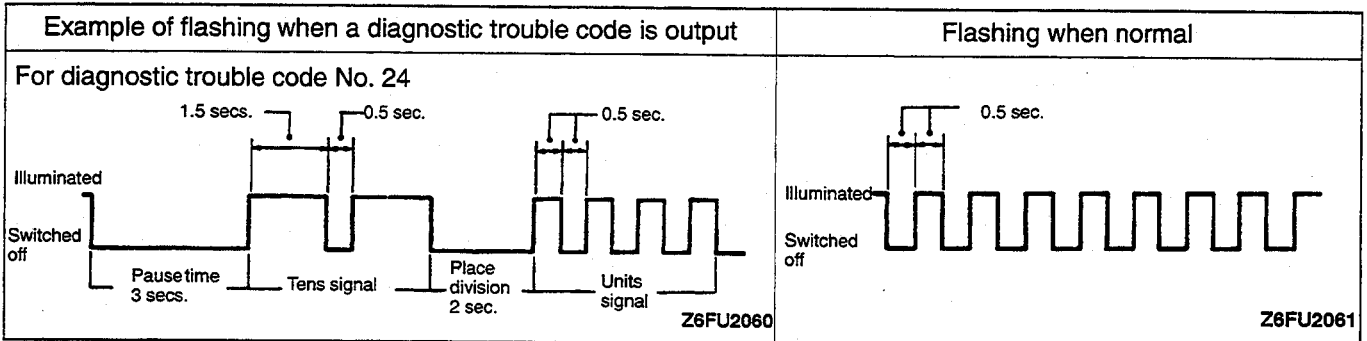 Example of flashing when a diagnostic trouble code is output
Flashing when normal
For diagnostic trouble code No. 24
1.5 secs.
0.5 sec.
0.5 sec.
Illuminated
Switched
off
Pause time
3 secs.
Tens signal
Place
division
2 sec.
Units
signal
Z6FU2060
0.5 sec.
Illuminated
Switched
off
Z6FU2061